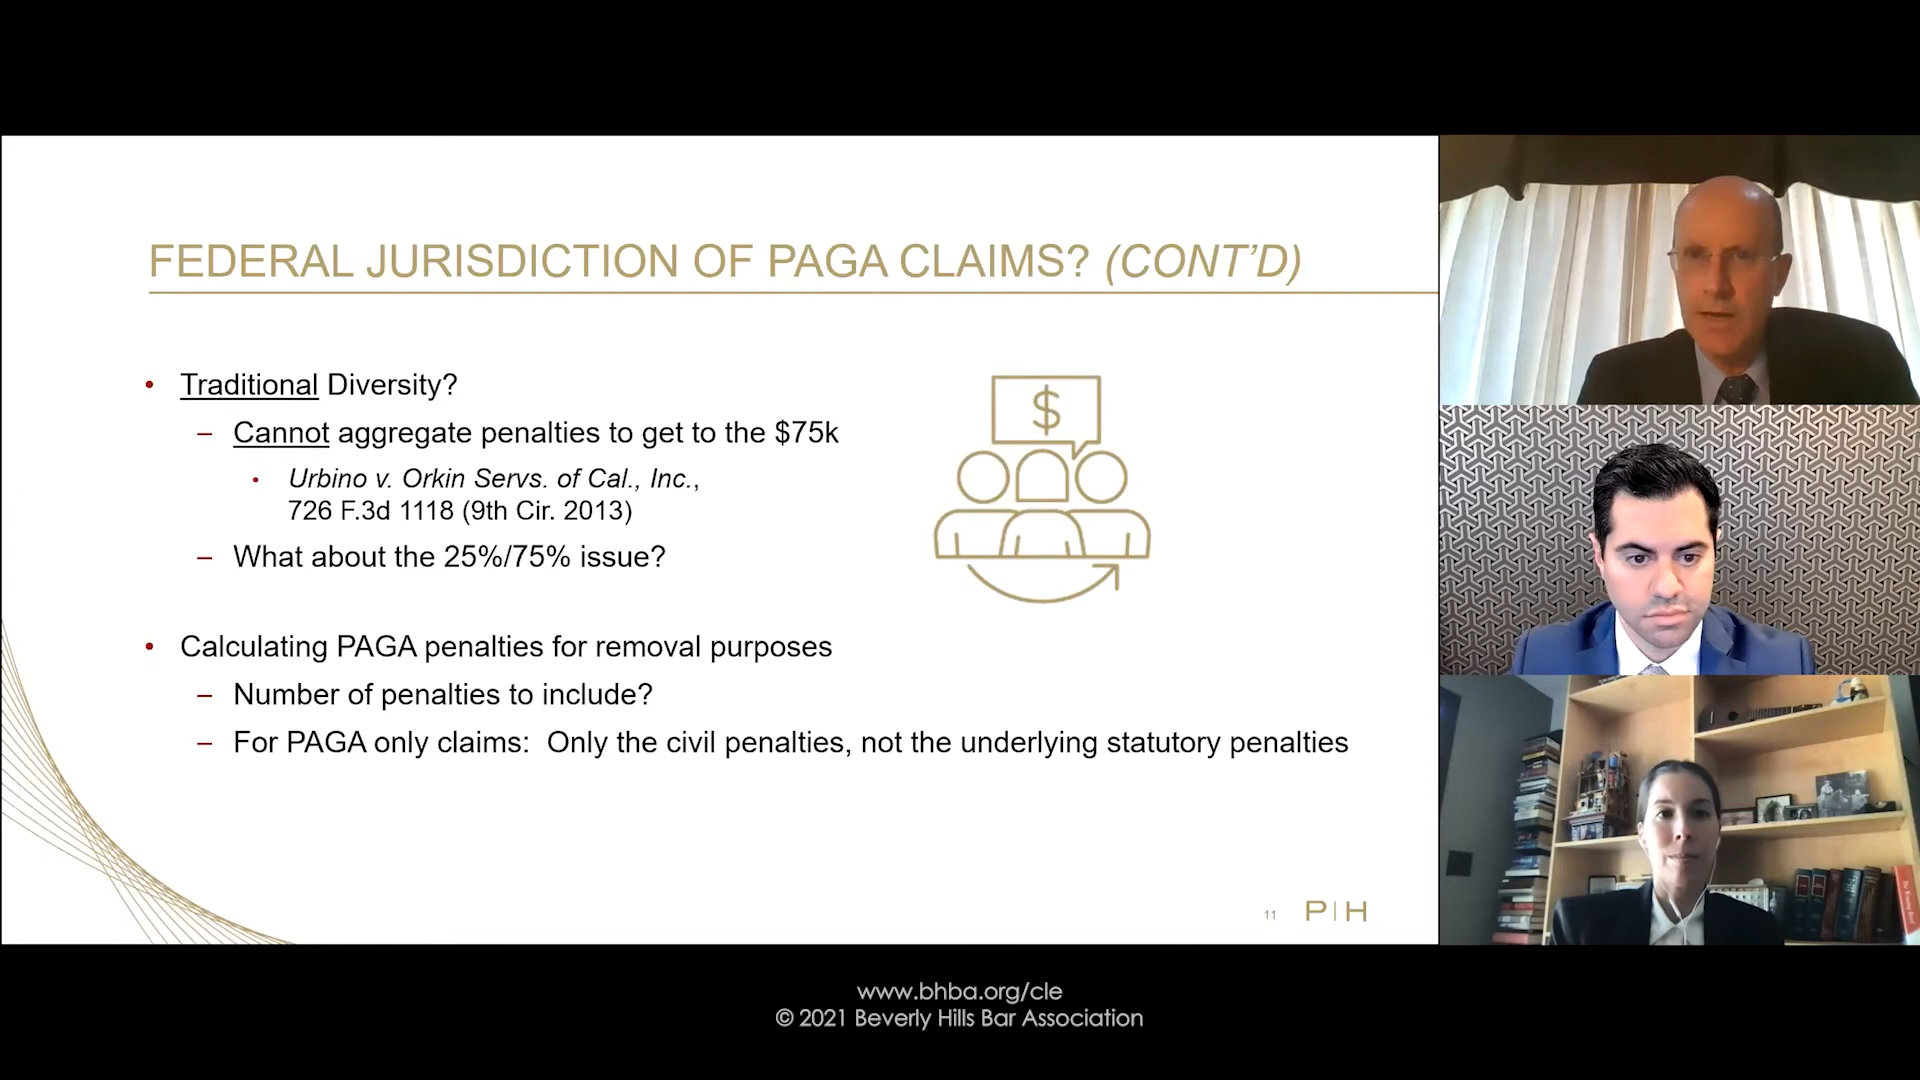 FEDERAL JURISDICTION OF PAGA CLAIMS? (CONT'D)
• Traditional Diversity?
– Cannot aggregate penalties to get to the $75k
• Urbino v. Orkin Servs. of Cal., Inc.,
726 F.3d 1118 (9th Cir. 2013)
– What about the 25%/75% issue?
$
• Calculating PAGA penalties for removal purposes
– Number of penalties to include?
– For PAGA only claims: Only the civil penalties, not the underlying statutory penalties
11
P|H
www.bhba.org/cle
© 2021 Beverly Hills Bar Association